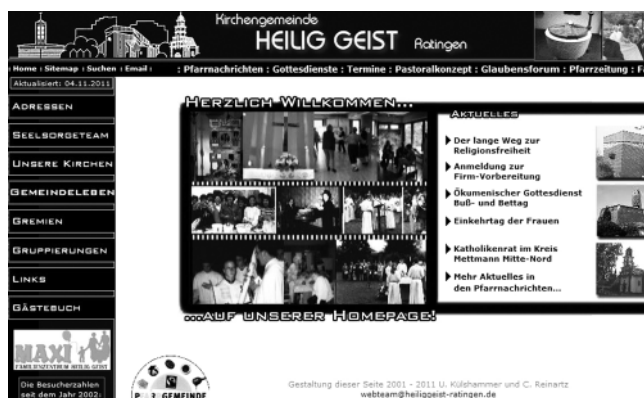 Kirchengemeinde
HEILIG GEIST Ratingen
Home : Sitemap : Suchen : Email :
: Pfarrnachrichten : Gottesdienste : Termine : Pastoralkonzept : Glaubensforum : Pfarrzeitung : F
Aktualisiert: 04.11.2011
ADRESSEN
SEELSORGETEAM
UNSERE KIRCHEN
GEMEINDELEBEN
GREMIEN
GRUPPIERUNGEN
LINKS
GÄSTEBUCH
MAXI
FAMILIENZENTRUM HEILIG GEIST
Die Besucherzahlen
seit dem Jahr 2002:
HERZLICH WILLKOMMEN...
...AUF UNSERER HOMEPAGE!
AKTUELLES
Der lange Weg zur
Religionsfreiheit
Anmeldung zur
Firm-Vorbereitung
Ökumenischer Gottesdienst
Buß- und Bettag
Einkehrtag der Frauen
Katholikenrat im Kreis
Mettmann Mitte-Nord
Mehr Aktuelles in
den Pfarrnachrichten...
GEMEINDE
Gestaltung dieser Seite 2001 - 2011 U. Külshammer und C. Reinartz
webteam@heiliggeist-ratingen.de